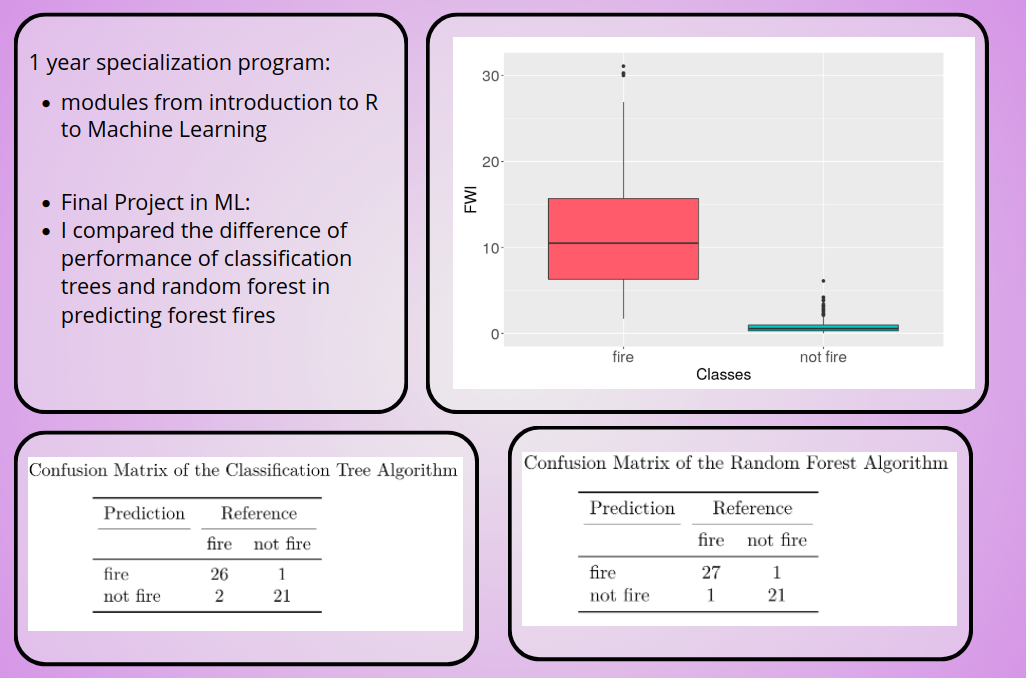 1 year specialization program:
• modules from introduction to R
to Machine Learning
• Final Project in ML:
• I compared the difference of
performance of classification
trees and random forest in
predicting forest fires
30
20
10
0
FWI
fire not fire
Classes
Confusion Matrix of the Classification Tree Algorithm
Prediction Reference
fire not fire
fire 26 1
not fire 2 21
Confusion Matrix of the Random Forest Algorithm
Prediction Reference
fire not fire
fire 27 1
not fire 1 21